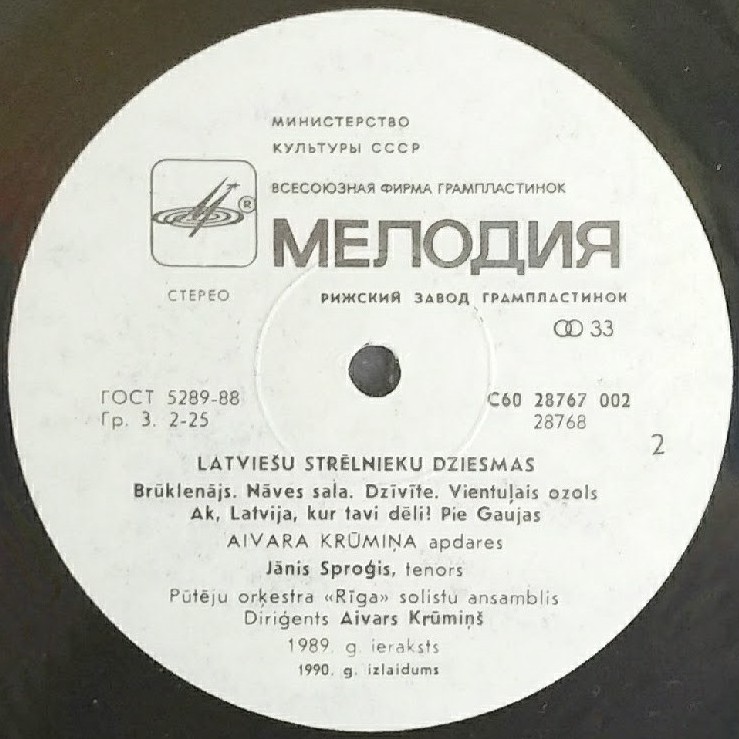 МИНИСТЕРСТВО
КУЛЬТУРЫ СССР
ВСЕСОЮЗНАЯ ФИРМА ГРАМПЛАСТИНОК
®
МЕЛОДИЯ
СТЕРЕО
РИЖСКИЙ ЗАВОД ГРАМПЛАСТИНОК
33
ГОСТ 5289-88
Гр. 3. 2-25
С60 28767 002
28768
2
LATVIEŠU STRĒLNIEKU DZIESMAS
Brūklenājs. Nāves sala. Dzīvīte. Vientuļais ozols
Ak, Latvija, kur tavi dēli! Pie Gaujas
AIVARA KRŪMIŅA apdares
Jānis Sproģis, tenors
Pūtēju orķestra «Rīga» solistu ansamblis
Diriģents Aivars Krūmiņš
1989. g. ieraksts
1990. g. izlaidums